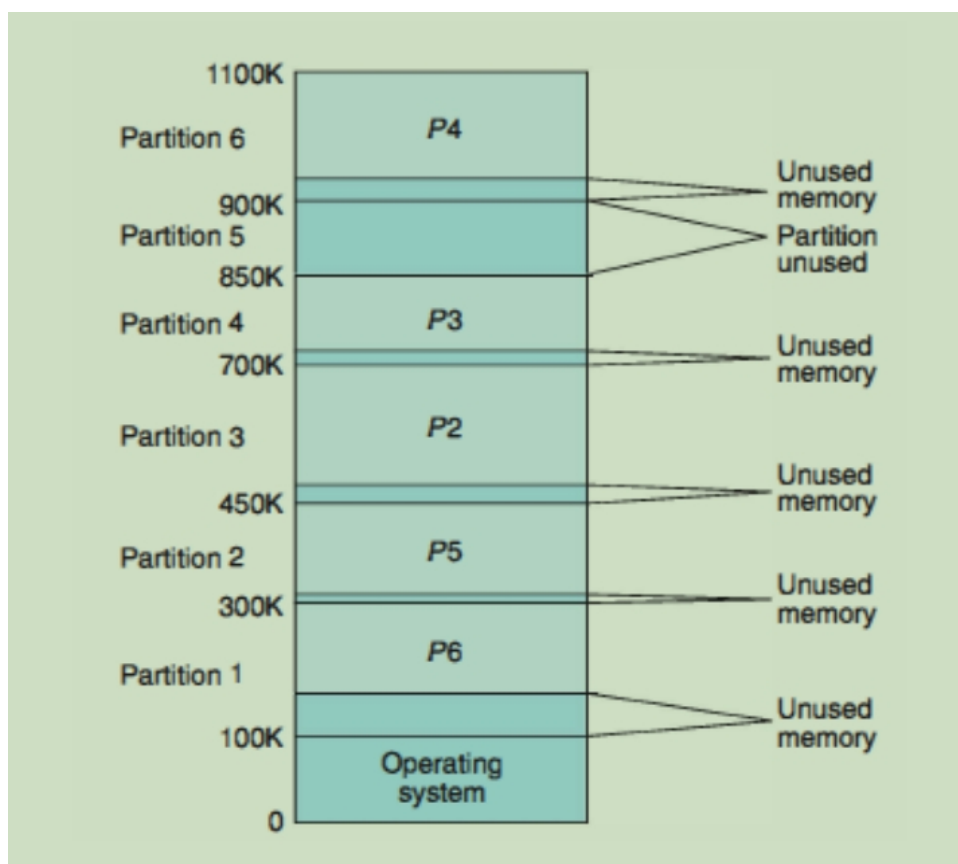 1100K
Partition 6
P4
Unused
memory
900K
Partition 5
Partition
unused
850K
Partition 4
P3
Unused
memory
700K
Partition 3
P2
Unused
memory
450K
Partition 2
P5
Unused
memory
300K
Partition 1
P6
Unused
memory
100K
Operating
system
0